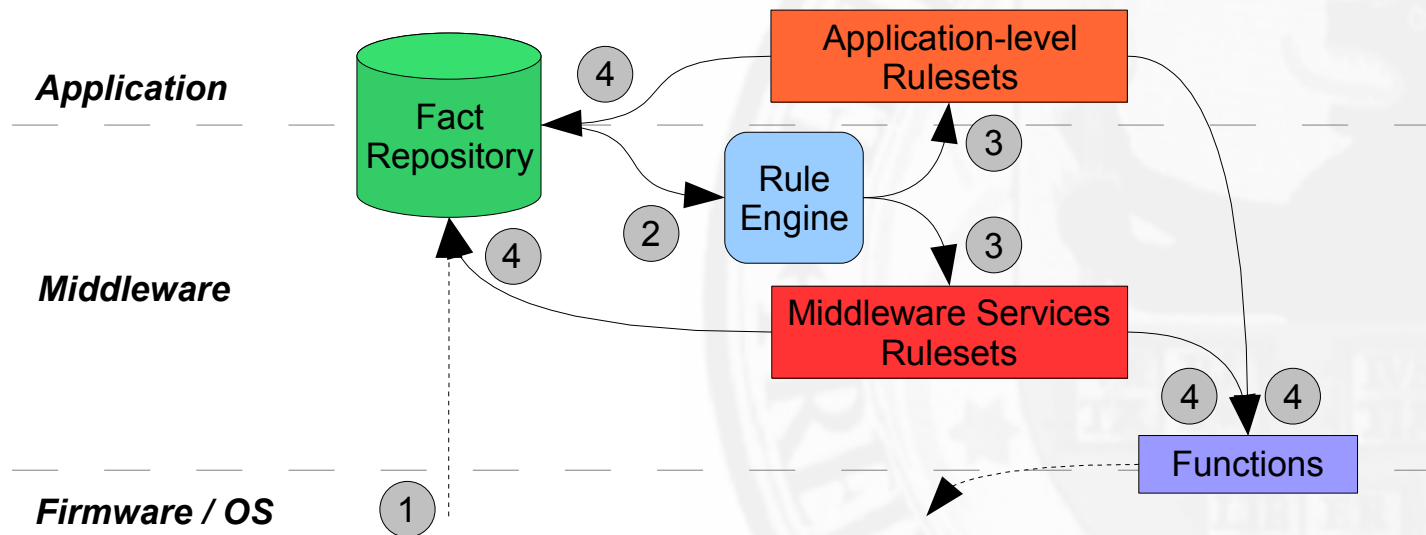 Application
Middleware
Firmware / OS
Fact
Repository
Application-level
Rulesets
Rule
Engine
Middleware Services
Rulesets
Functions
4
3
2
4
3
4
4
1